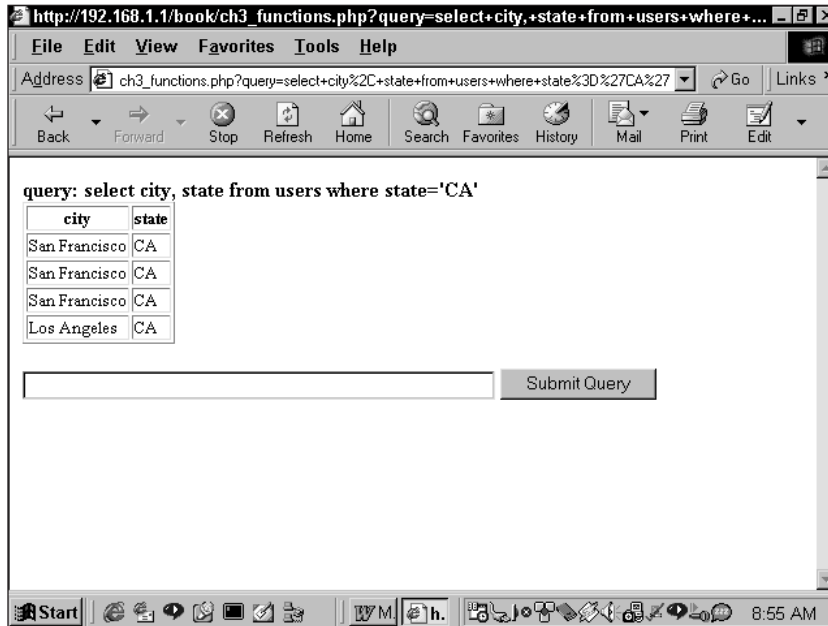 http://192.168.1.1/book/ch3_functions.php?query=select+city,+state+from+users+where+...
File Edit View Favorites Tools Help
Address ch3_functions.php?query=select+city%2C+state+from+users+where+state%3D%27CA%27 Go Links
Back Forward Stop Refresh Home Search Favorites History Mail Print Edit
query: select city, state from users where state='CA'
city state
San Francisco CA
San Francisco CA
San Francisco CA
Los Angeles CA
Submit Query
Start M. h. 8:55 AM